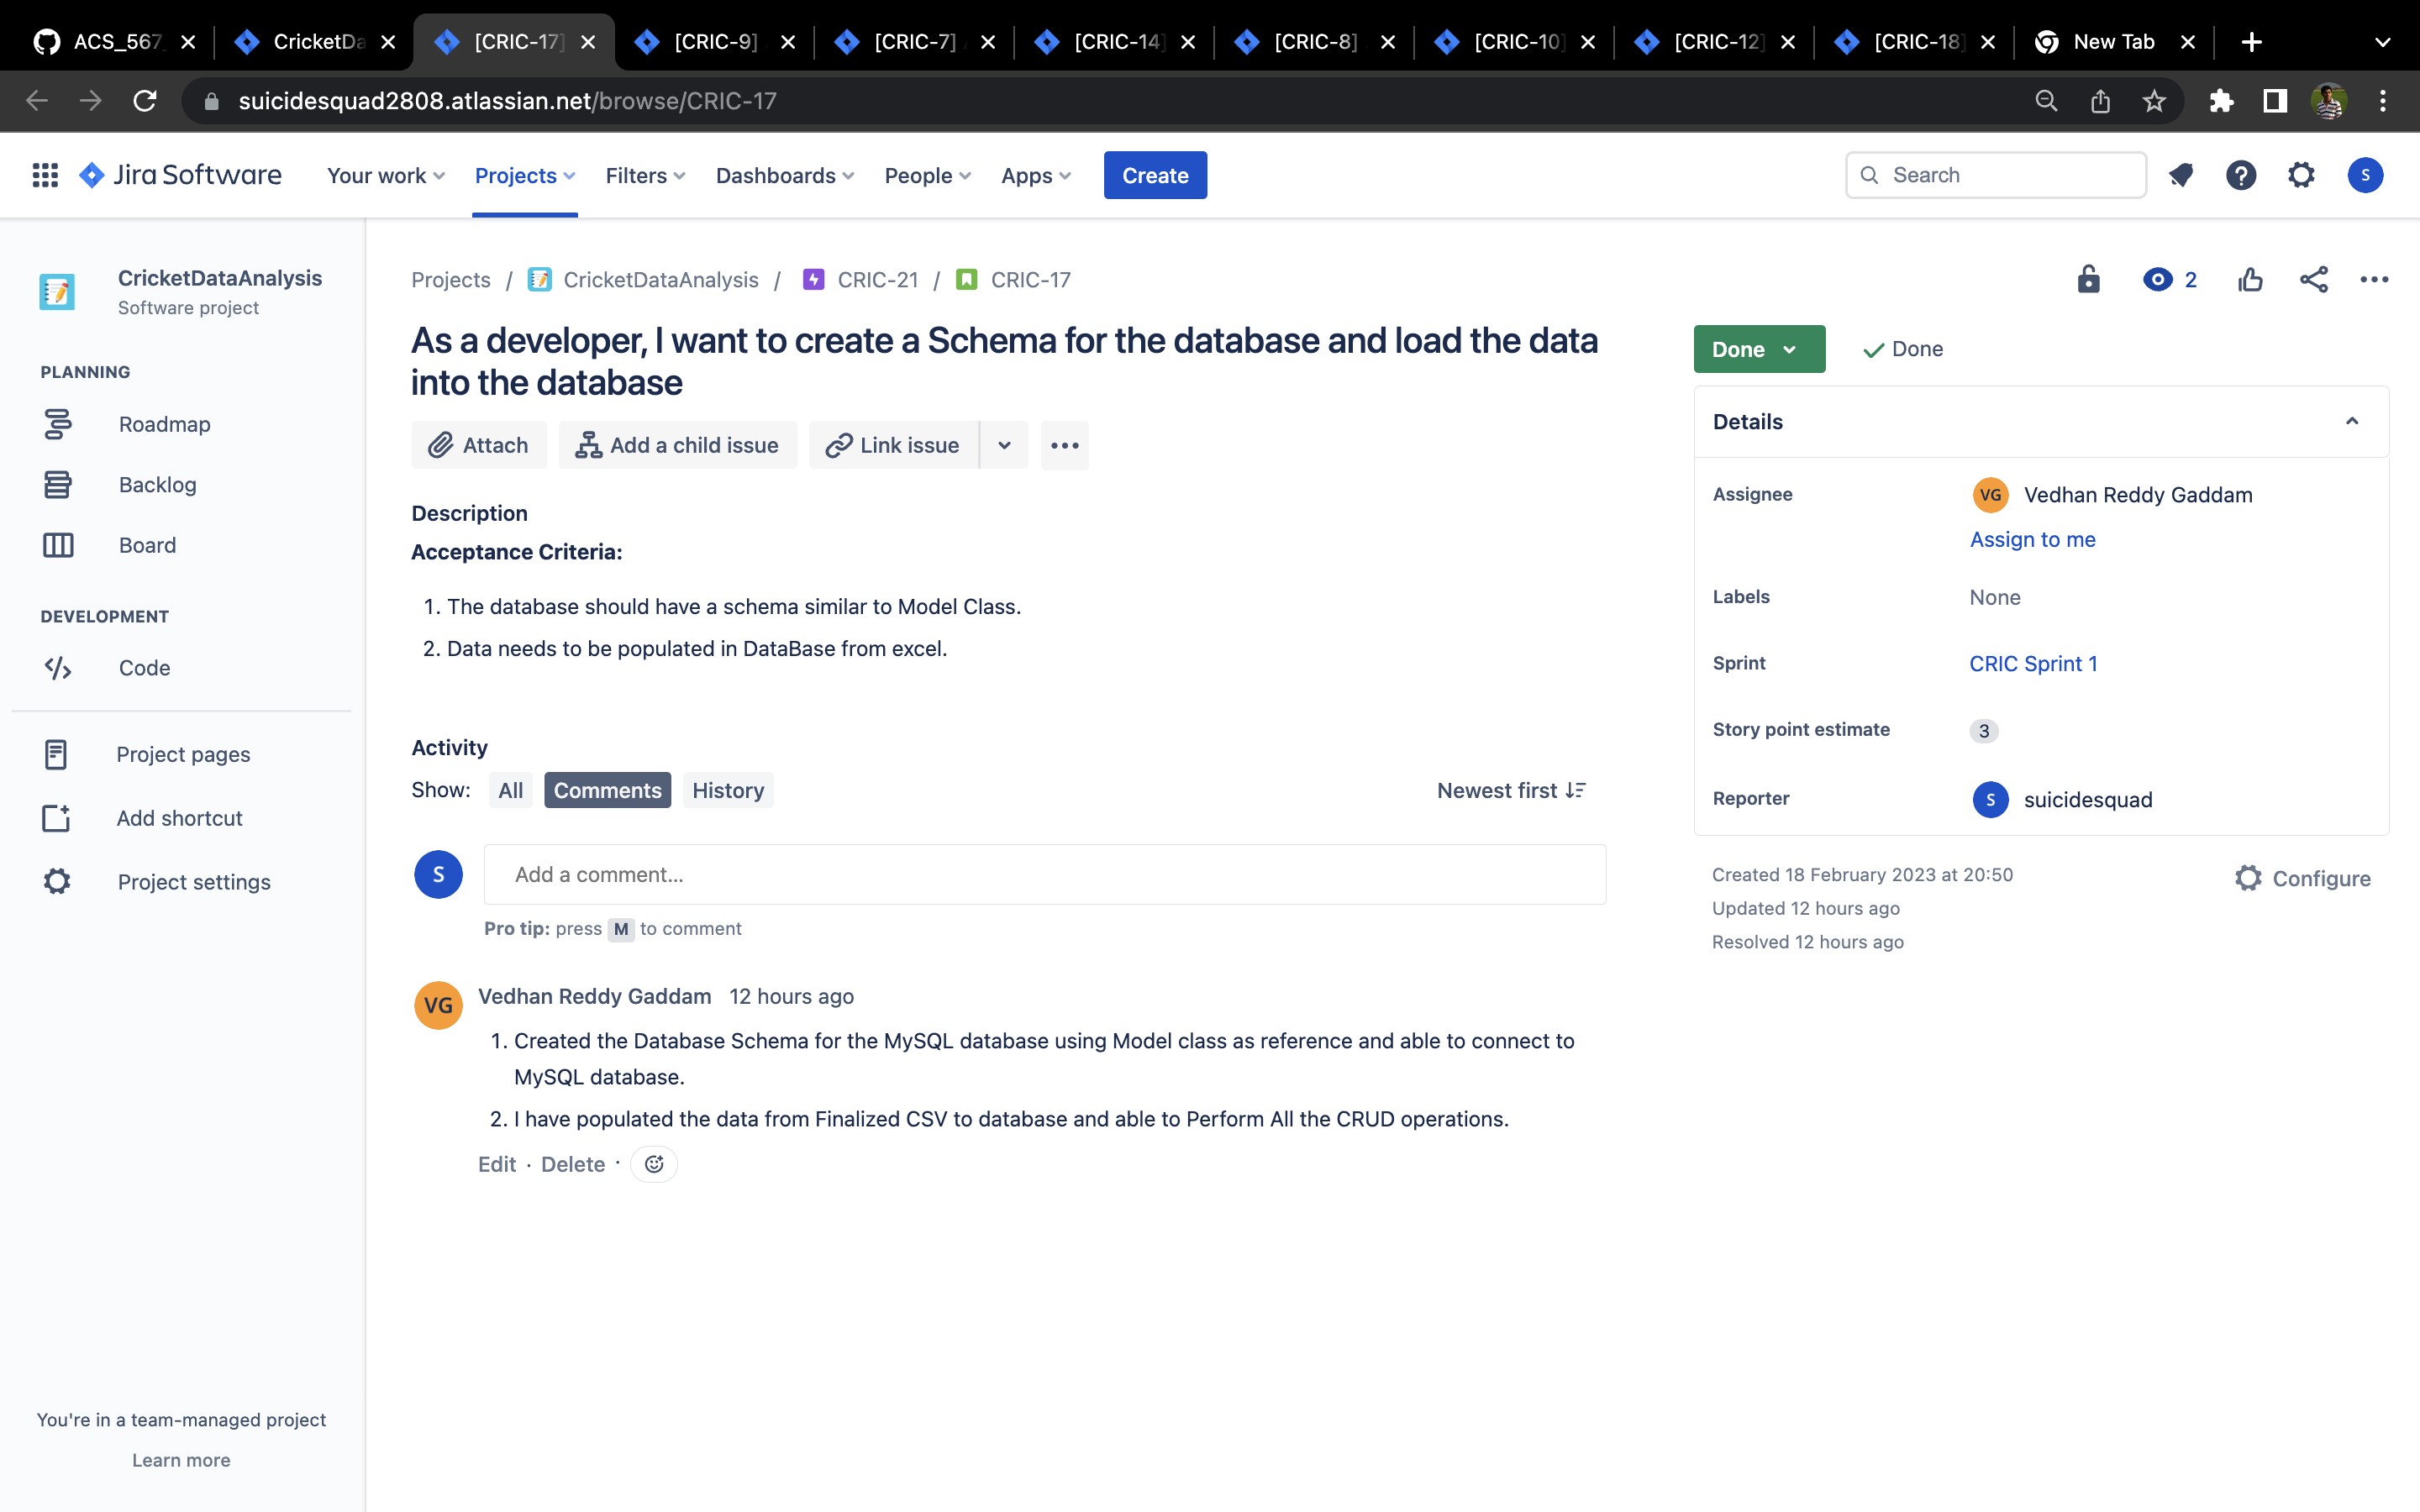 ACS_567
CricketDa
[CRIC-17]
[CRIC-9]
[CRIC-7]
[CRIC-14]
[CRIC-8]
[CRIC-10]
[CRIC-12]
[CRIC-18]
New Tab
suicidesquad2808.atlassian.net/browse/CRIC-17
Jira Software
Your work
Projects
Filters
Dashboards
People
Apps
Create
Search
S
CricketDataAnalysis
Software project
PLANNING
Roadmap
Backlog
Board
DEVELOPMENT
Code
Project pages
Add shortcut
Project settings
You're in a team-managed project
Learn more
Projects / CricketDataAnalysis / CRIC-21 / CRIC-17
2
As a developer, I want to create a Schema for the database and load the data
into the database
Attach
Add a child issue
Link issue
Description
Acceptance Criteria:
1. The database should have a schema similar to Model Class.
2. Data needs to be populated in DataBase from excel.
Activity
Show:
All
Comments
History
Newest first
S
Add a comment...
Pro tip: press M to comment
VG
Vedhan Reddy Gaddam 12 hours ago
1. Created the Database Schema for the MySQL database using Model class as reference and able to connect to
MySQL database.
2. I have populated the data from Finalized CSV to database and able to Perform All the CRUD operations.
Edit · Delete ·
Done
Done
Details
Assignee
VG Vedhan Reddy Gaddam
Assign to me
Labels
None
Sprint
CRIC Sprint 1
Story point estimate
3
Reporter
S suicidesquad
Created 18 February 2023 at 20:50
Updated 12 hours ago
Resolved 12 hours ago
Configure